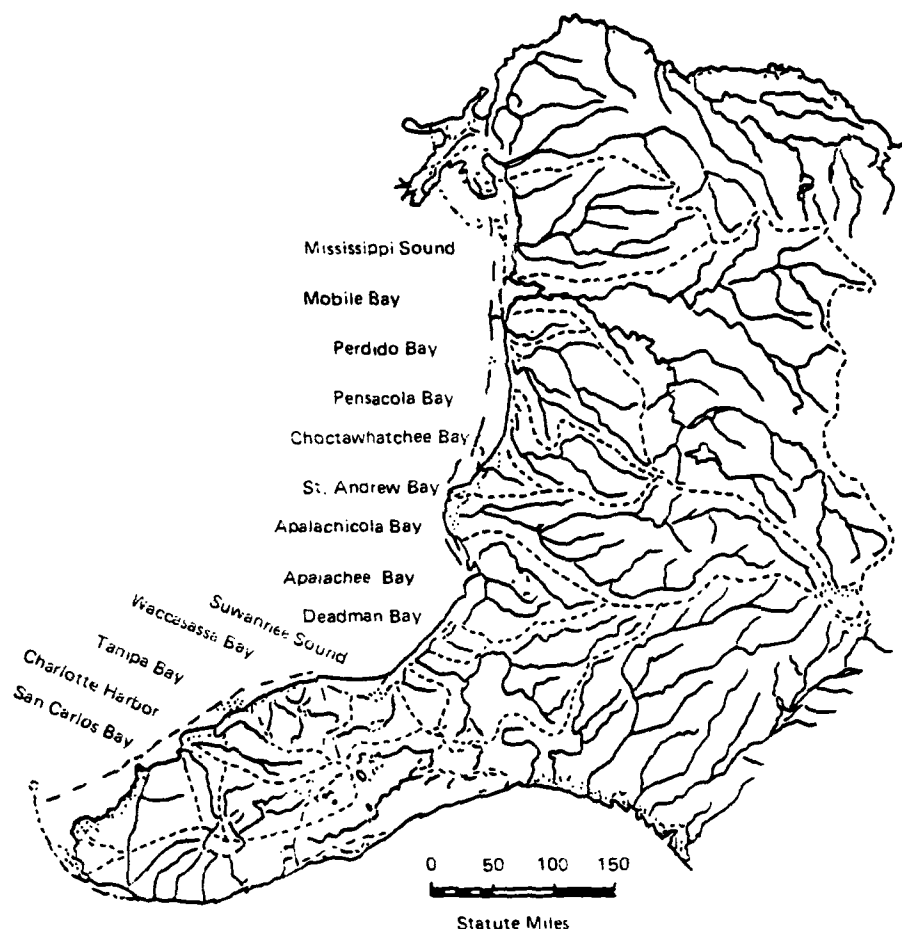 Mississippi Sound
Mobile Bay
Perdido Bay
Pensacola Bay
Choctawhatchee Bay
St. Andrew Bay
Apalachicola Bay
Apalachee Bay
Deadman Bay
Suwannee Sound
Waccasassa Bay
Tampa Bay
Charlotte Harbor
San Carlos Bay
0 50 100 150
Statute Miles